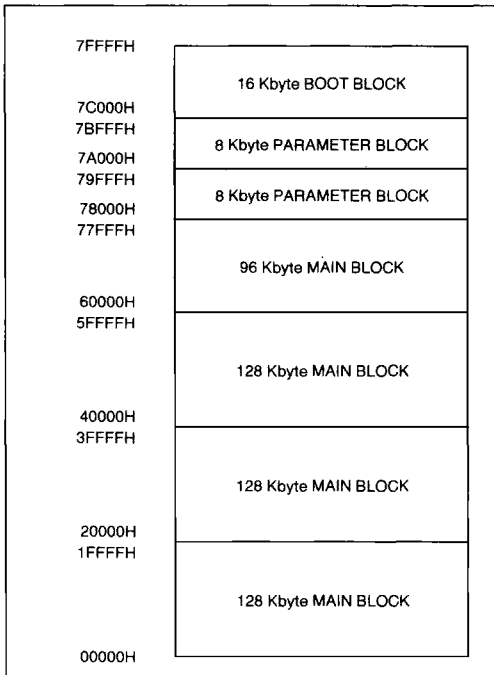 7FFFFH
16 Kbyte BOOT BLOCK
7C000H
7BFFFH
8 Kbyte PARAMETER BLOCK
7A000H
79FFFH
8 Kbyte PARAMETER BLOCK
78000H
77FFFH
96 Kbyte MAIN BLOCK
60000H
5FFFFH
128 Kbyte MAIN BLOCK
40000H
3FFFFH
128 Kbyte MAIN BLOCK
20000H
1FFFFH
128 Kbyte MAIN BLOCK
00000H